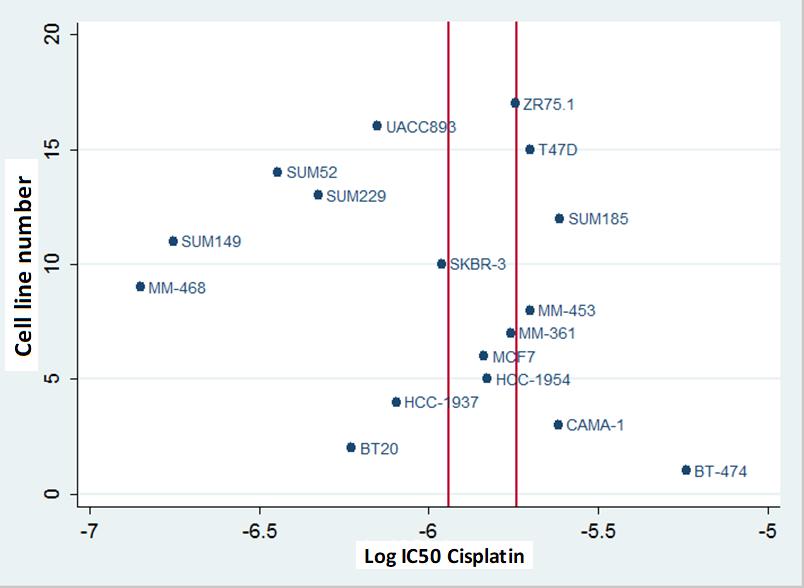 20
ZR75.1
UACC893
15
T47D
SUM52
SUM229
SUM185
SUM149
10
SKBR-3
MM-468
MM-453
MM-361
MCF7
5
HCC-1954
HCC-1937
CAMA-1
BT20
BT-474
0
Cell line number
-7
-6.5
-6
-5.5
-5
Log IC50 Cisplatin